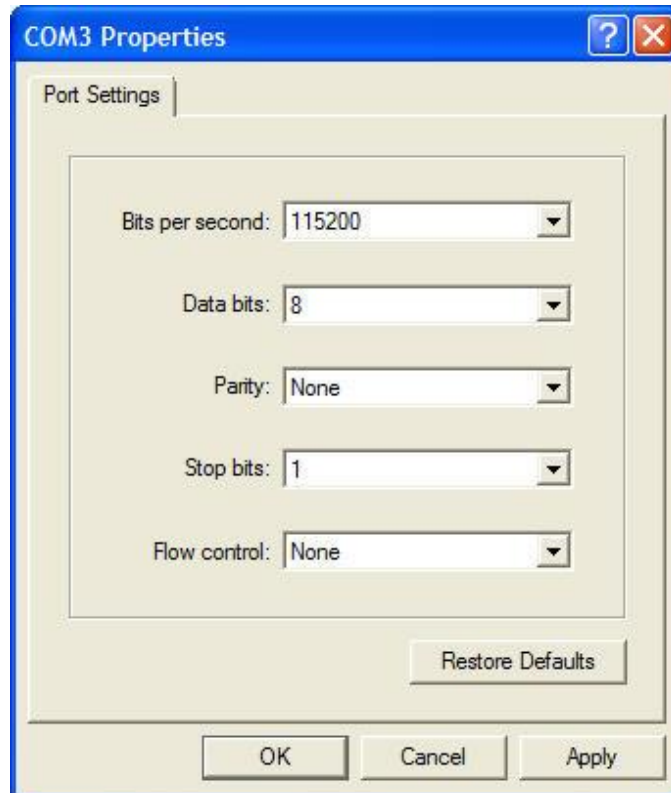 COM3 Properties
?
Port Settings
Bits per second: 115200
Data bits: 8
Parity: None
Stop bits: 1
Flow control: None
Restore Defaults
OK Cancel Apply